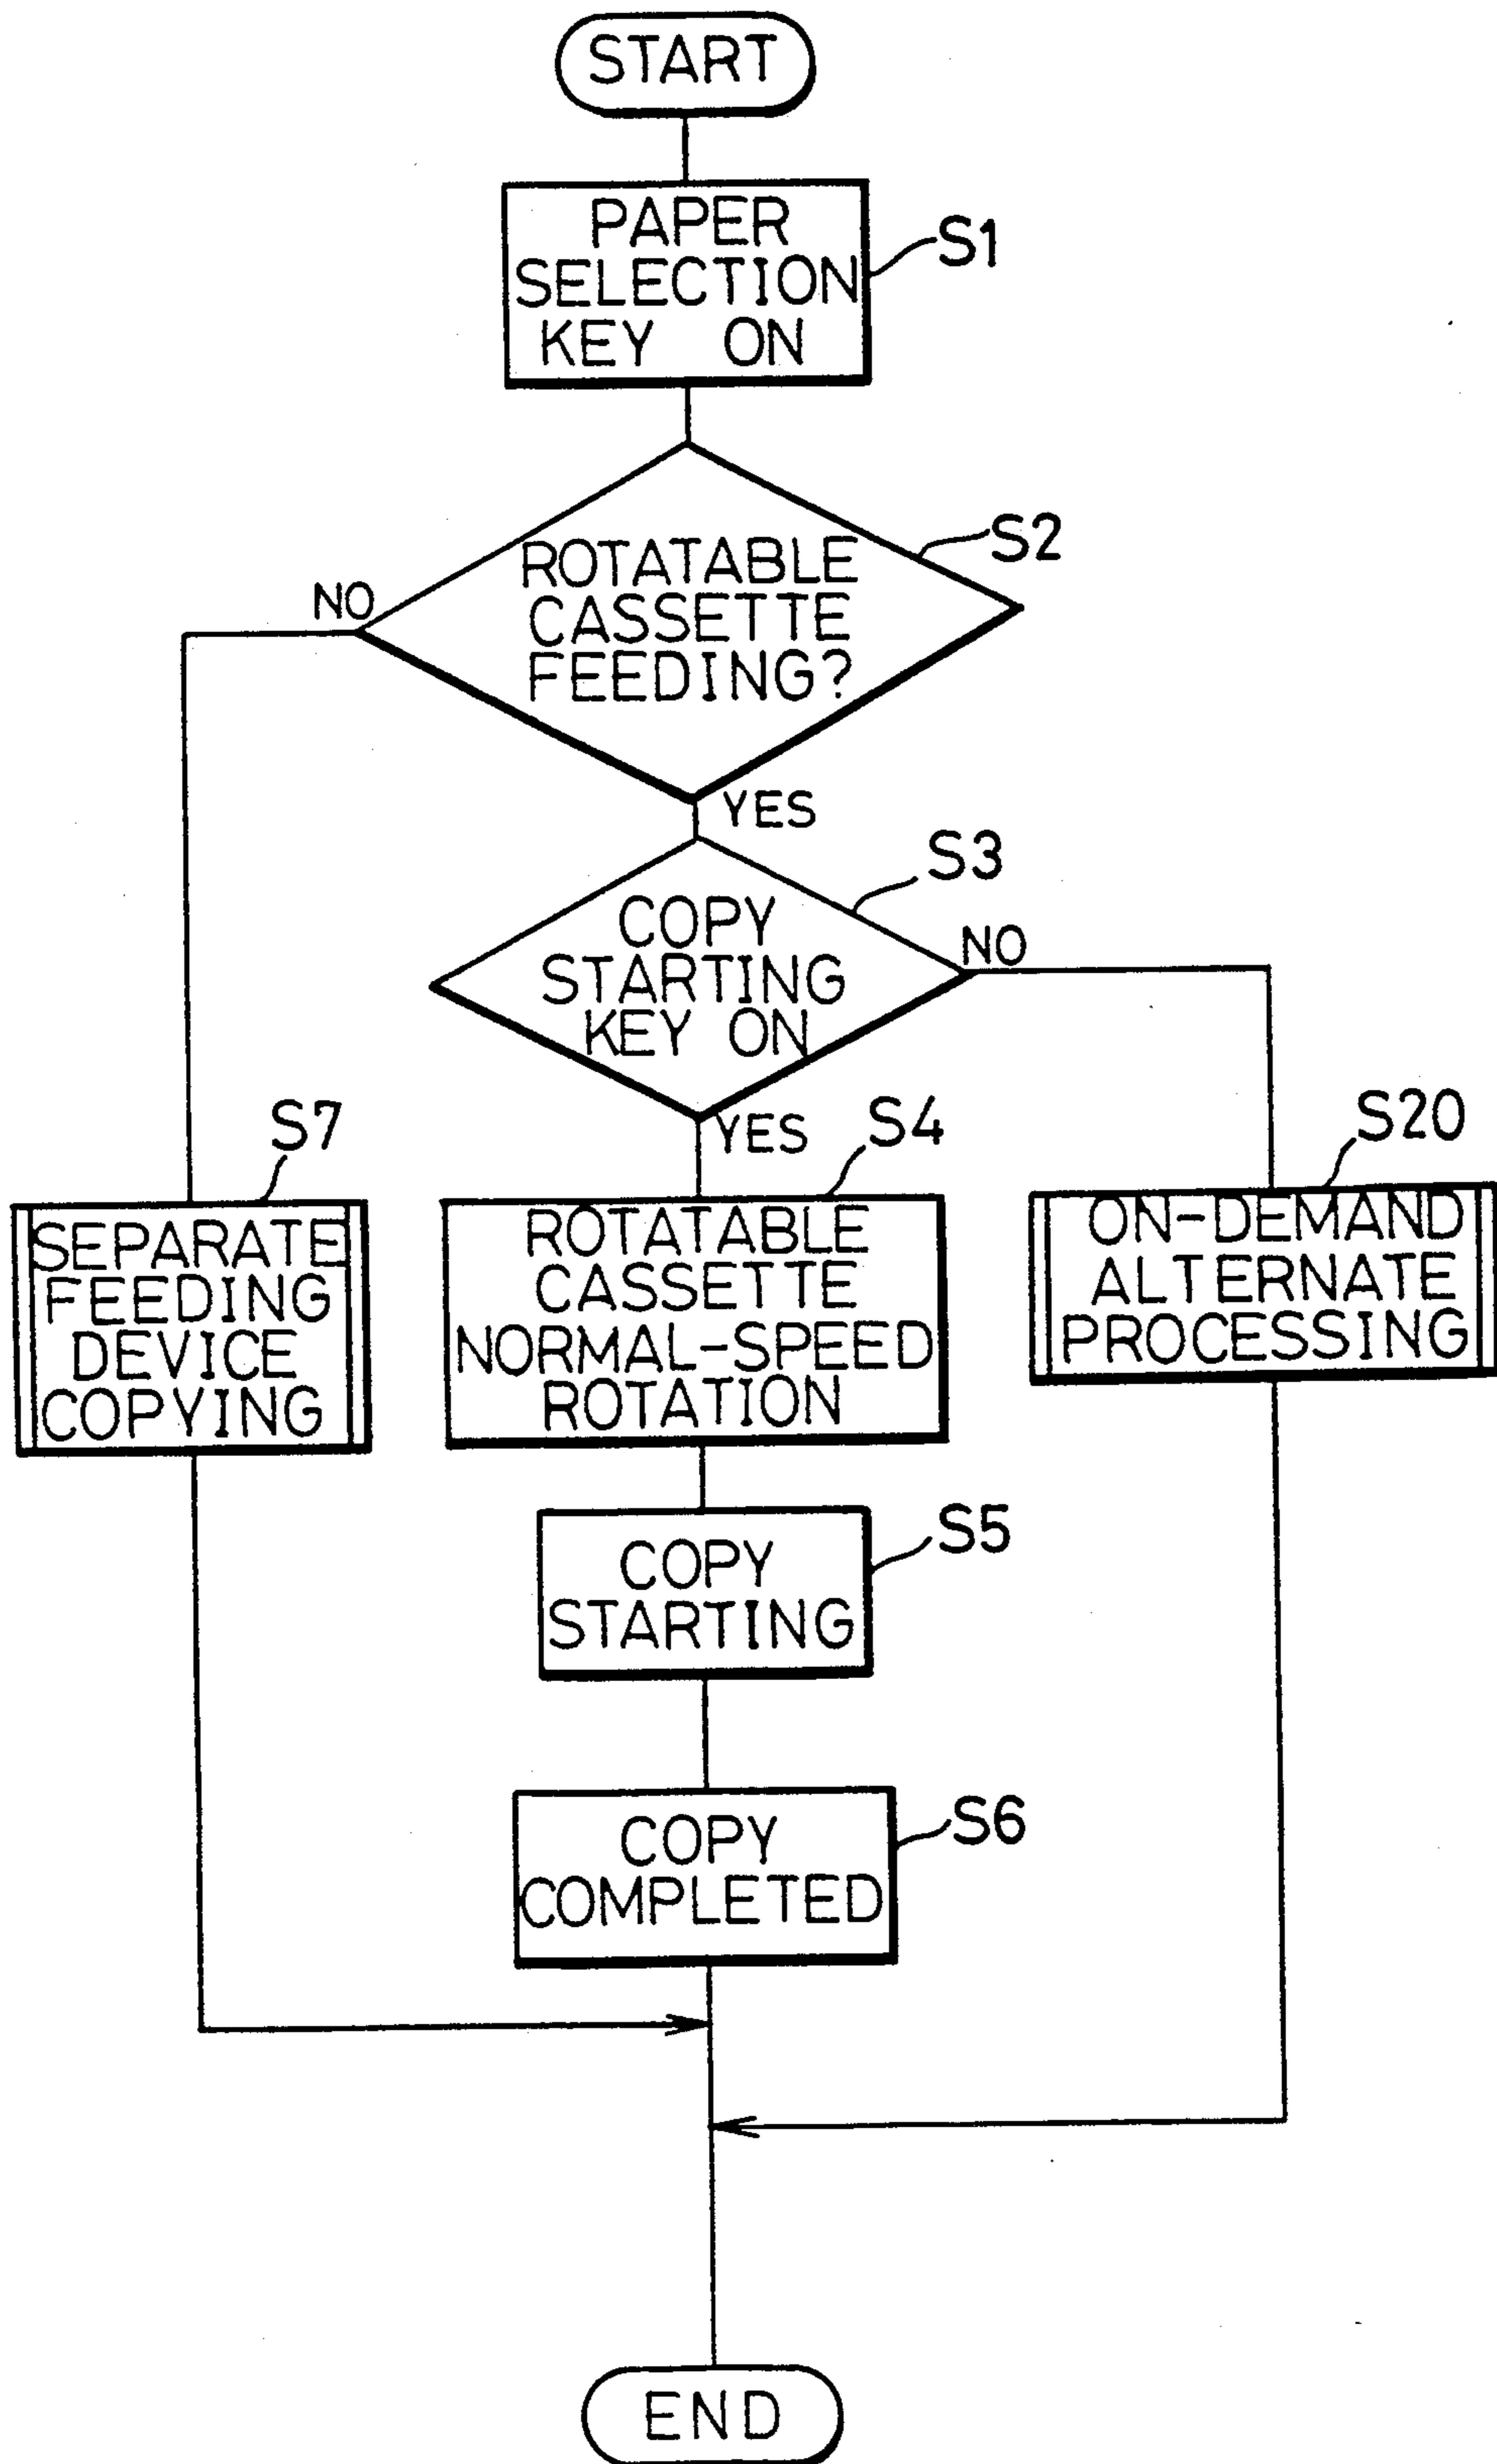 START
PAPER
SELECTION
KEY ON
S1
ROTATABLE
CASSETTE
FEEDING?
S2
NO
YES
COPY
STARTING
KEY ON
S3
NO
YES
S7
SEPARATE
FEEDING
DEVICE
COPYING
S4
ROTATABLE
CASSETTE
NORMAL-SPEED
ROTATION
S20
ON-DEMAND
ALTERNATE
PROCESSING
COPY
STARTING
S5
COPY
COMPLETED
S6
END